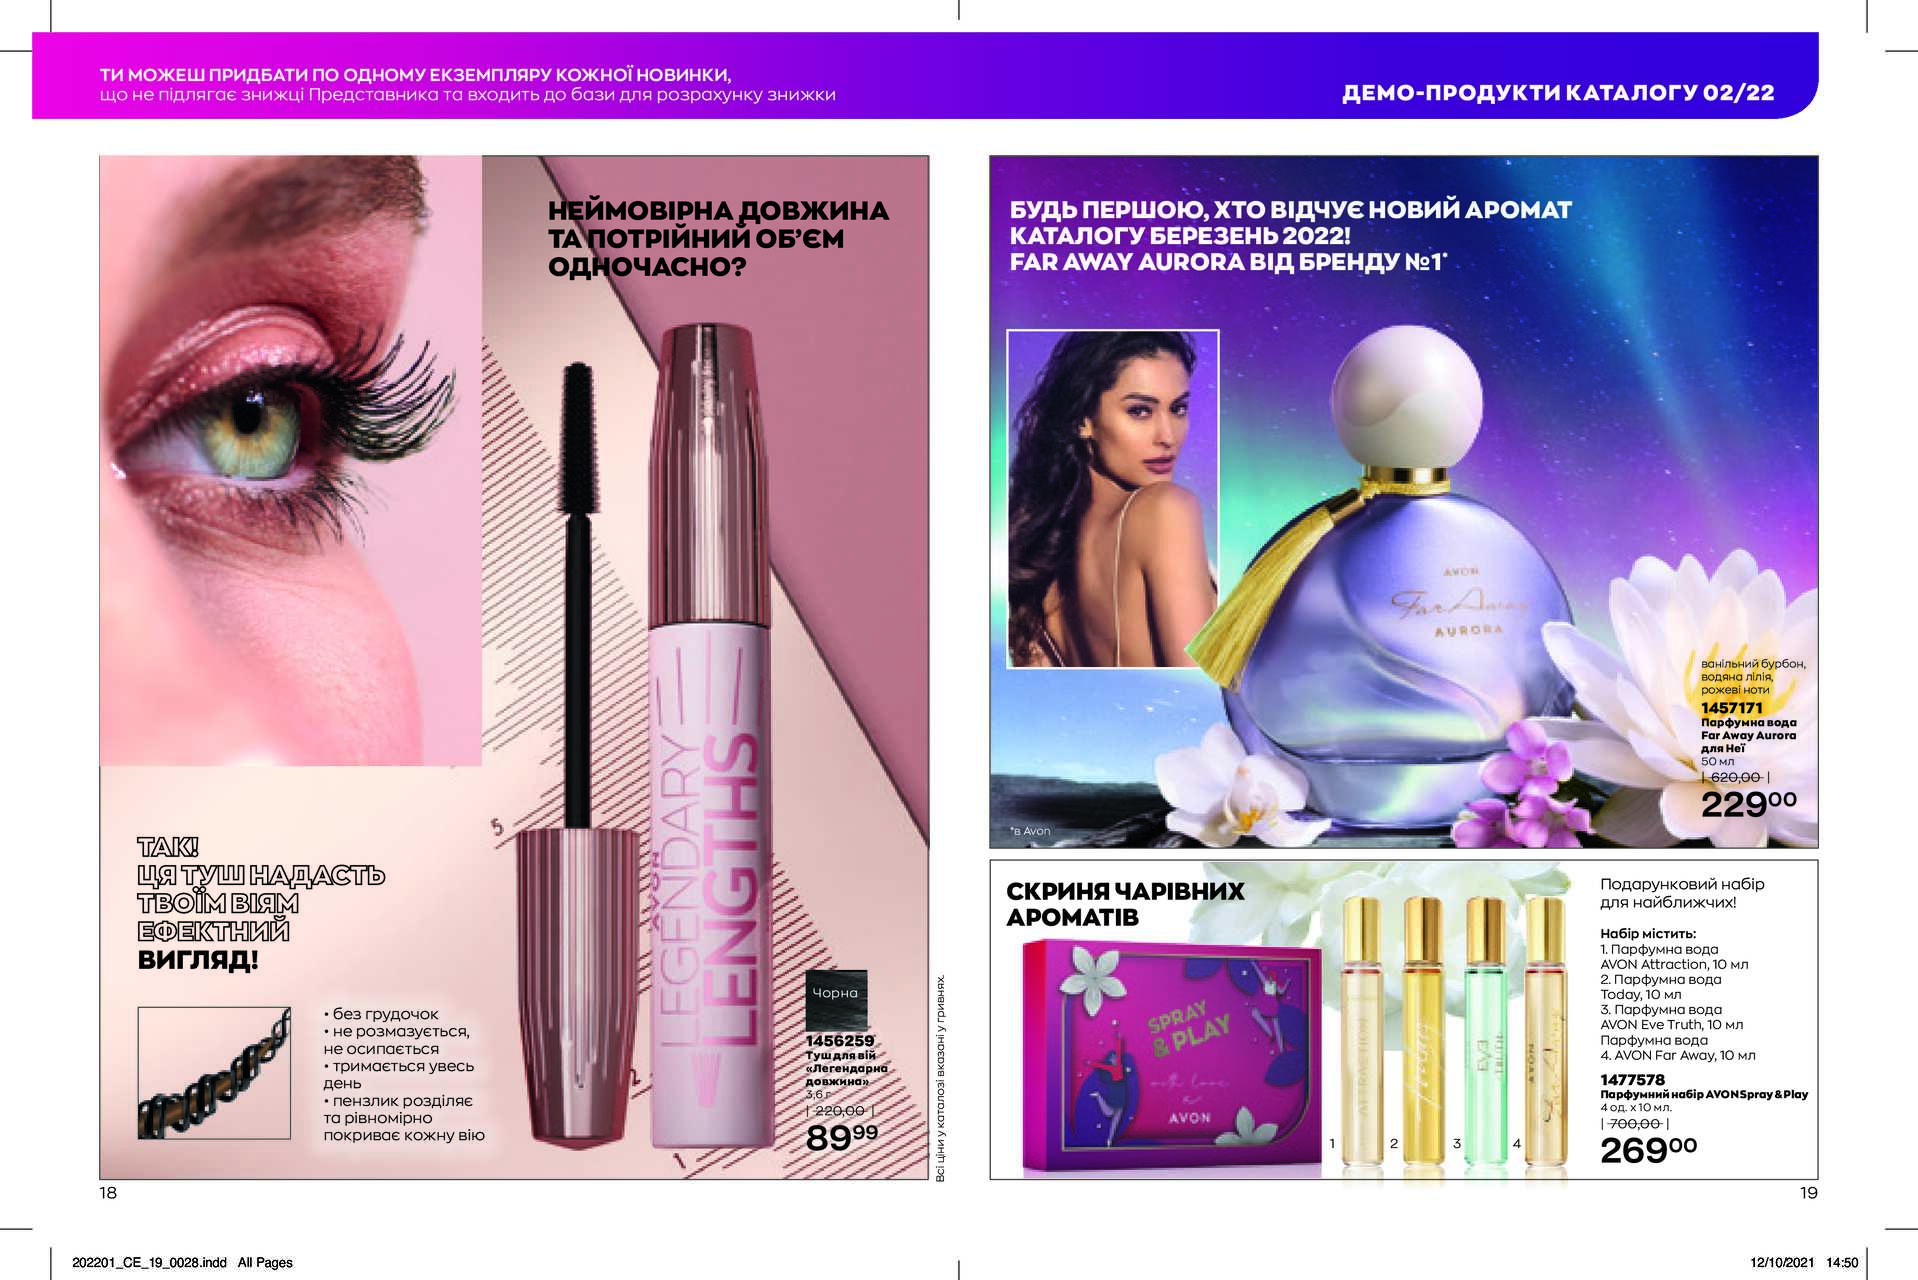 ТИ МОЖЕШ ПРИДБАТИ ПО ОДНОМУ ЕКЗЕМПЛЯРУ КОЖНОЇ НОВИНКИ,
що не підлягає знижці Представника та входить до бази для розрахунку знижки
ДЕМО-ПРОДУКТИ КАТАЛОГУ 02/22
НЕЙМОВІРНА ДОВЖИНА
ТА ПОТРІЙНИЙ ОБ’ЄМ
ОДНОЧАСНО?
ТАК!
ЦЯ ТУШ НАДАСТЬ
ТВОЇМ ВІЯМ
ЕФЕКТНИЙ
ВИГЛЯД!
• без грудочок
• не розмазується,
не осипається
• тримається увесь
день
• пензлик розділяє
та рівномірно
покриває кожну вію
5
2
1
AVON
LEGENDARY
LENGTHS
Чорна
1456259
Туш для вій
«Легендарна
довжина»
3,6 г
| 220,00 |
89 99
Всі ціни у каталозі вказані у гривнях.
18
БУДЬ ПЕРШОЮ, ХТО ВІДЧУЄ НОВИЙ АРОМАТ
КАТАЛОГУ БЕРЕЗЕНЬ 2022!
FAR AWAY AURORA ВІД БРЕНДУ №1*
AVON
Far Away
AURORA
ванільний бурбон,
водяна лілія,
рожеві ноти
1457171
Парфумна вода
Far Away Aurora
для Неї
50 мл
| 620,00 |
229 00
*в Avon
СКРИНЯ ЧАРІВНИХ
АРОМАТІВ
SPRAY
& PLAY
with love
AVON
ATTRACTION
Today
EVE
TRUTH
AVON
Far Away
1
2
3
4
Подарунковий набір
для найближчих!
Набір містить:
1. Парфумна вода
AVON Attraction, 10 мл
2. Парфумна вода
Today, 10 мл
3. Парфумна вода
AVON Eve Truth, 10 мл
Парфумна вода
4. AVON Far Away, 10 мл
1477578
Парфумний набір AVON Spray & Play
4 од. х 10 мл.
| 700,00 |
269 00
19
202201_CE_19_0028.indd   All Pages
12/10/2021   14:50